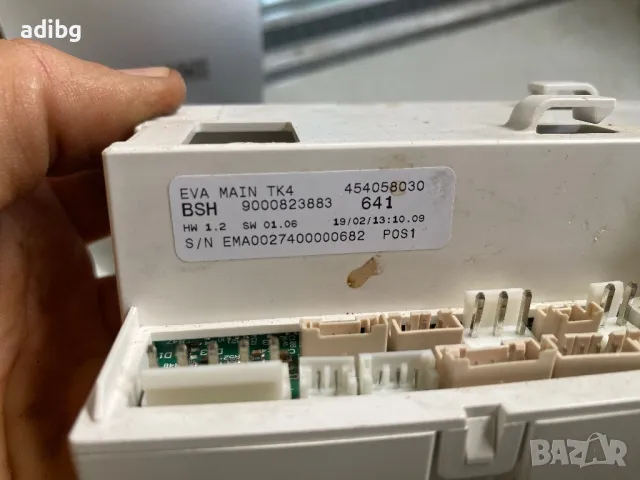 adibg
EVA MAIN TK4 454058030
BSH 9000823883 641
HW 1.2 SW 01.06 19/02/13:10.09
S/N EMA0027400000682 POS1
BAZAR